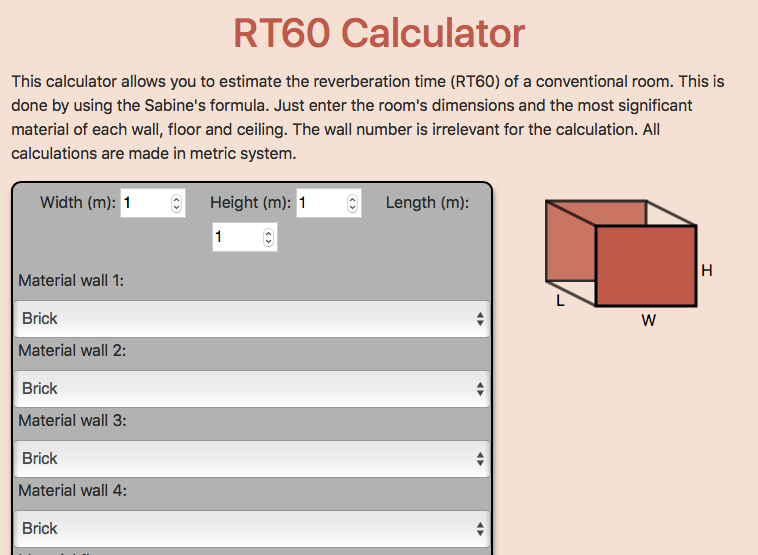 RT60 Calculator
This calculator allows you to estimate the reverberation time (RT60) of a conventional room. This is
done by using the Sabine's formula. Just enter the room's dimensions and the most significant
material of each wall, floor and ceiling. The wall number is irrelevant for the calculation. All
calculations are made in metric system.
Width (m): 1 Height (m): 1 Length (m):
1
Material wall 1:
Brick
Material wall 2:
Brick
Material wall 3:
Brick
Material wall 4:
Brick
H
L
W